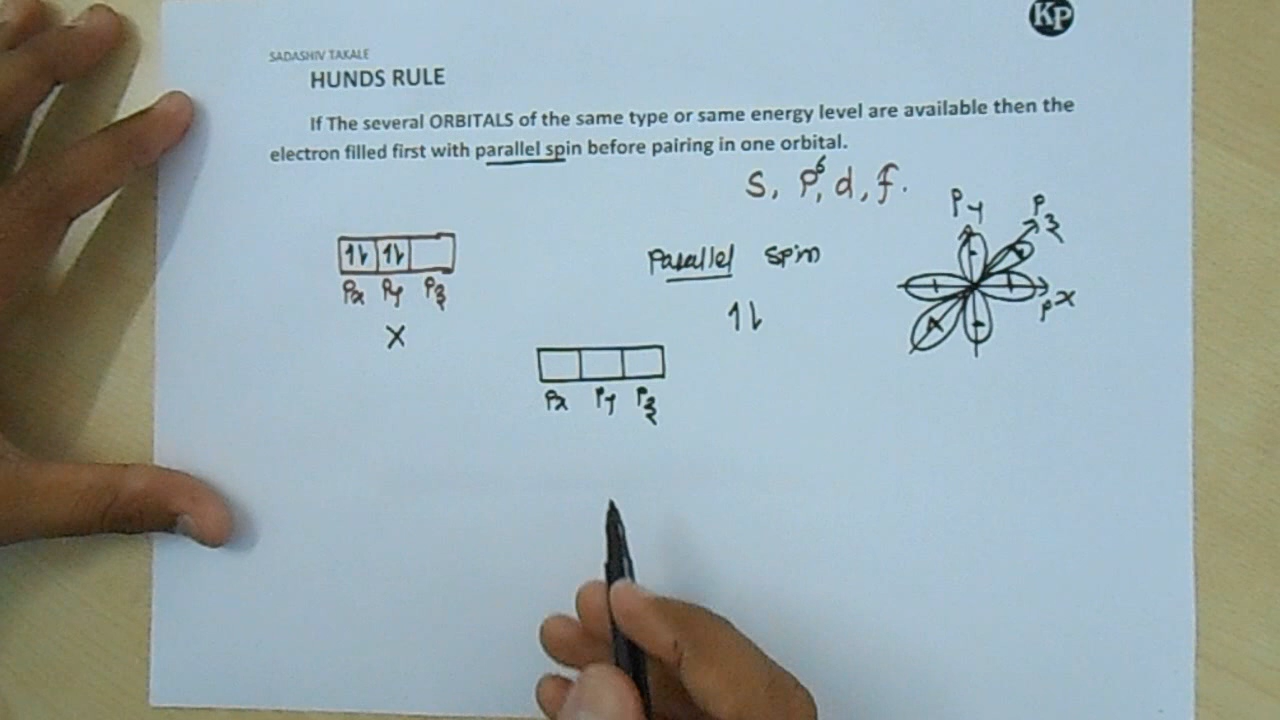 KP
SADASHIV TAKALE
HUNDS RULE
If The several ORBITALS of the same type or same energy level are available then the
electron filled first with parallel spin before pairing in one orbital.
s, p⁶, d, f.
Py Pz
Parallel spin
↑⇂ ↑⇂
Px Py Pz
Px
X
↑⇂
Px Py Pz